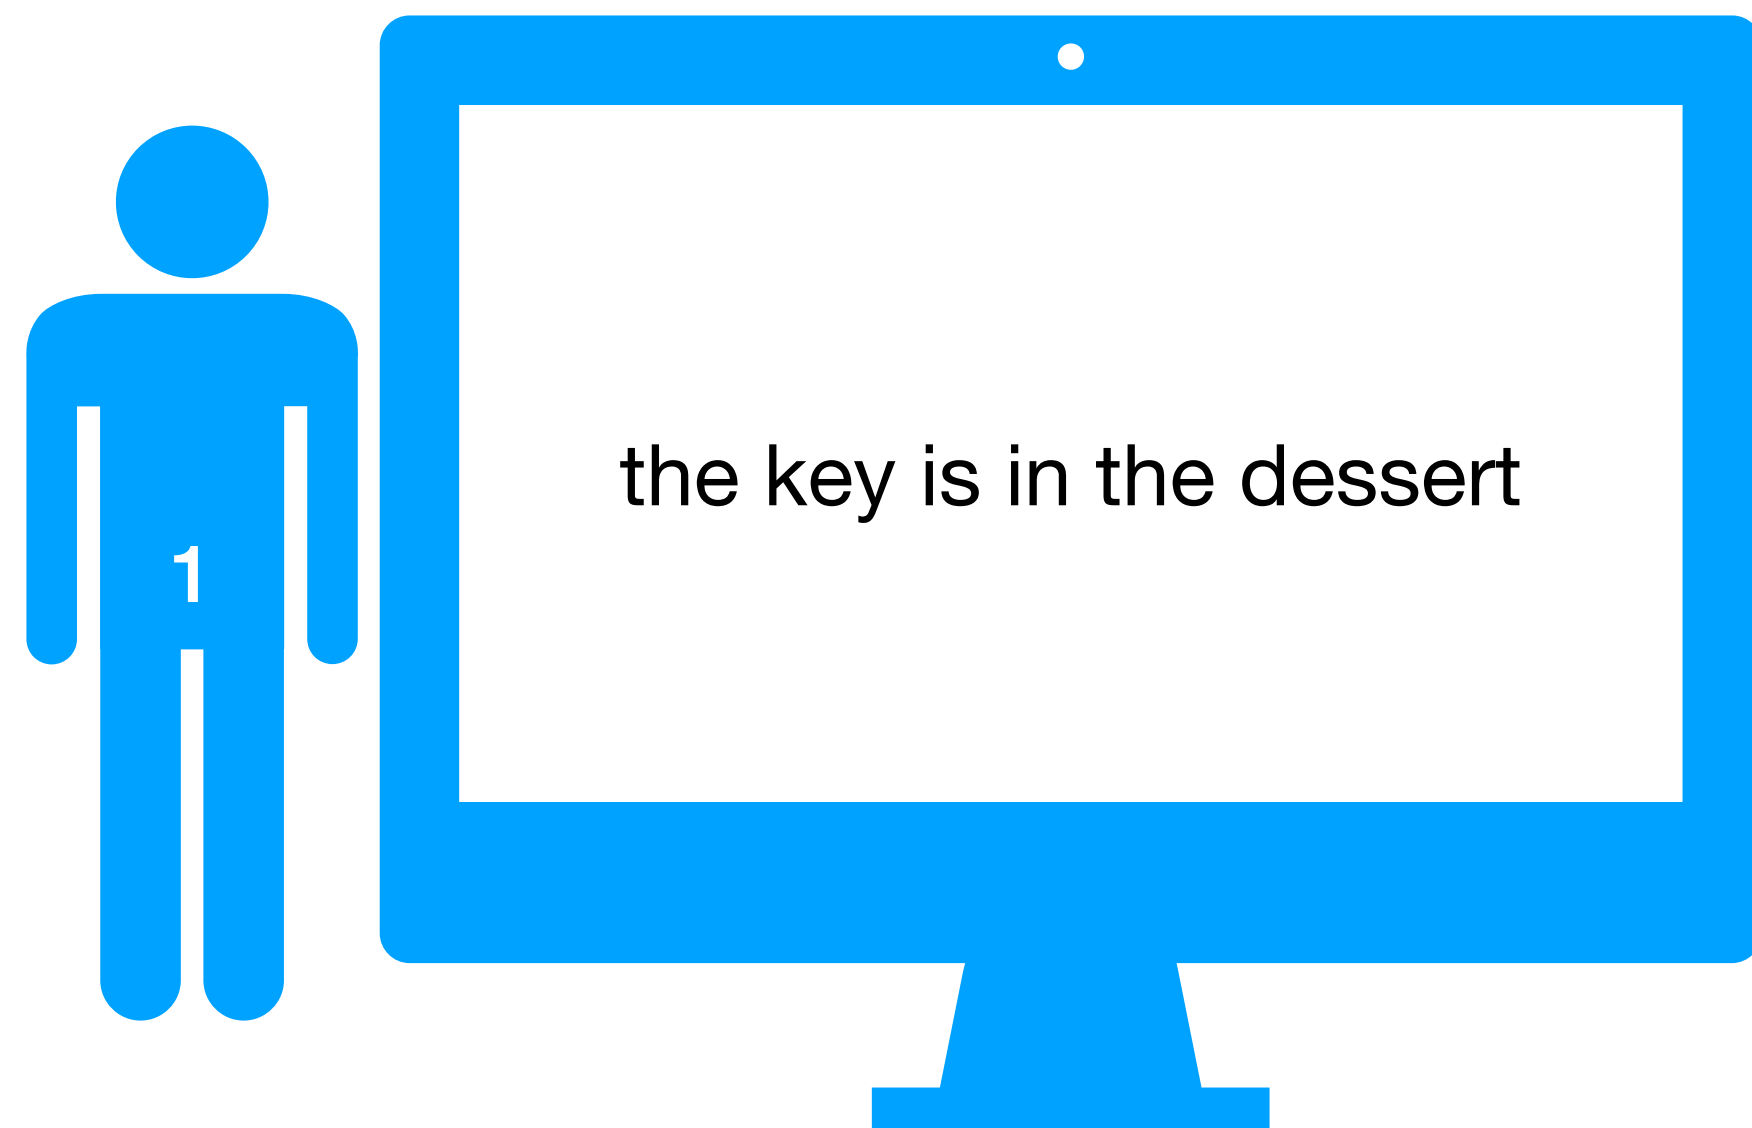 1
the key is in the dessert